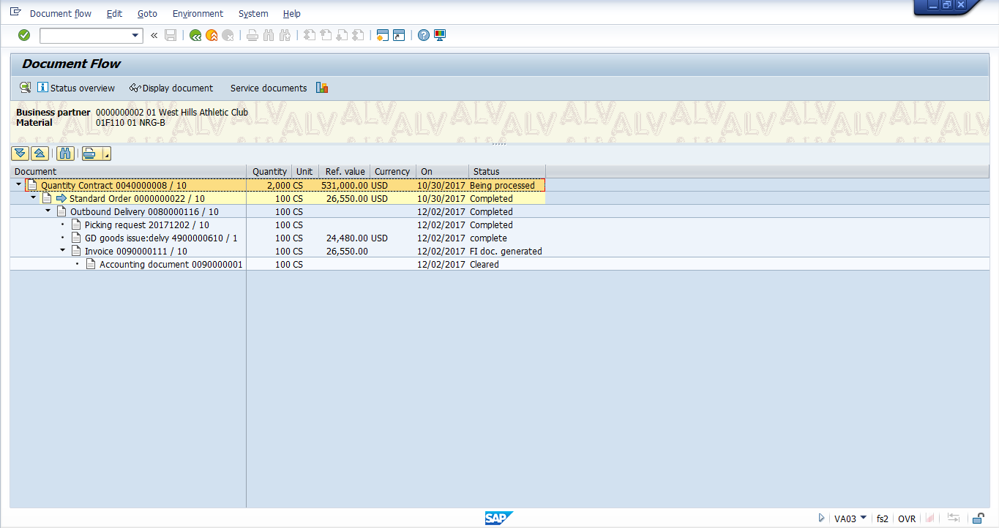 Document flow Edit Goto Environment System Help
Document Flow
Status overview Display document Service documents
Business partner 0000000002 01 West Hills Athletic Club
Material 01F110 01 NRG-B
Document Quantity Unit Ref. value Currency On Status
Quantity Contract 0040000008 / 10 2,000 CS 531,000.00 USD 10/30/2017 Being processed
Standard Order 0000000022 / 10 100 CS 26,550.00 USD 10/30/2017 Completed
Outbound Delivery 0080000116 / 10 100 CS 12/02/2017 Completed
Picking request 20171202 / 10 100 CS 12/02/2017 Completed
GD goods issue:delvy 4900000610 / 1 100 CS 24,480.00 USD 12/02/2017 complete
Invoice 0090000111 / 10 100 CS 26,550.00 12/02/2017 FI doc. generated
Accounting document 0090000001 100 CS 12/02/2017 Cleared
SAP VA03 fs2 OVR